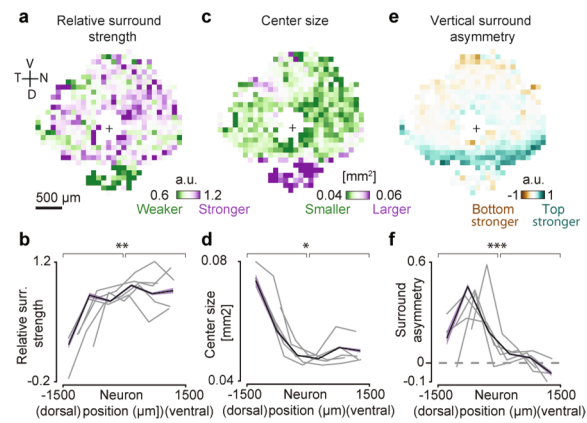 a Relative surround strength
c Center size
e Vertical surround asymmetry
V
T N
D
+
+
+
500 µm
a.u.
0.6 1.2
Weaker Stronger
[mm²]
0.04 0.06
Smaller Larger
a.u.
-1 1
Bottom stronger Top stronger
b
**
1.2
Relative surr. strength
-0.2
-1500 Neuron 1500
(dorsal) position (µm]) (ventral)
d
*
0.08
Center size [mm2]
0.04
-1500 Neuron 1500
(dorsal) position (µm) (ventral)
f
***
0.6
Surround asymmetry
0
-0.1
-1500 Neuron 1500
(dorsal) position (µm) (ventral)